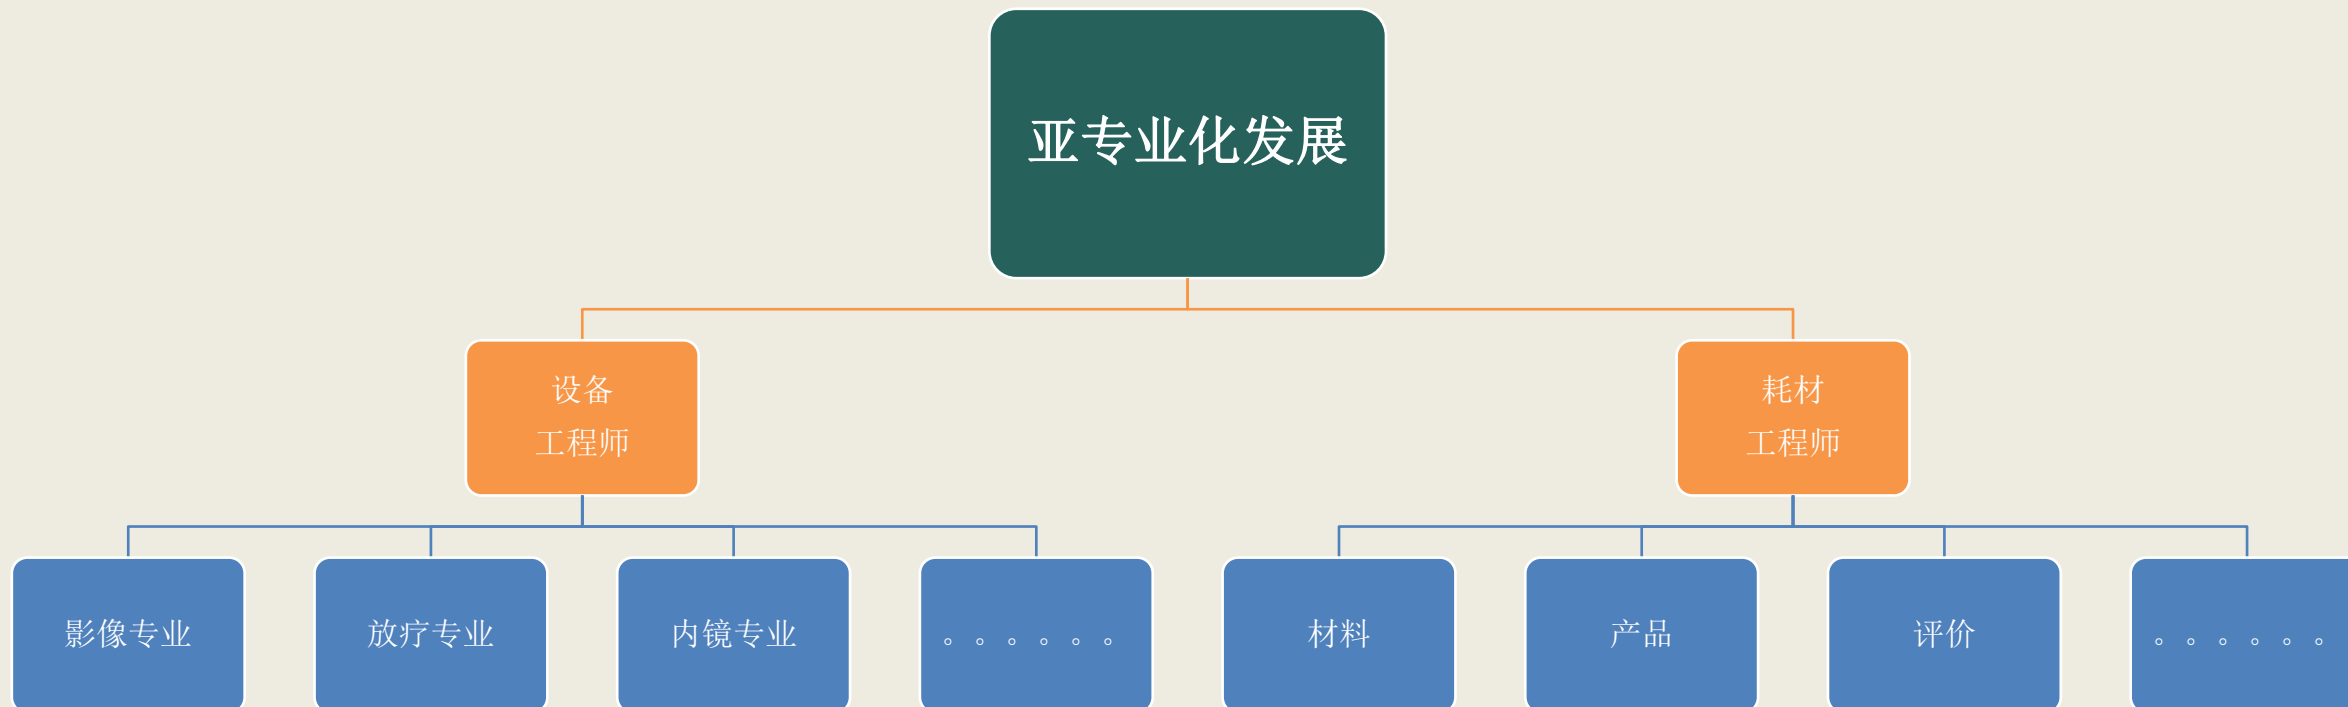 亚专业化发展
设备
工程师
耗材
工程师
影像专业
放疗专业
内镜专业
。。。。。。
材料
产品
评价
。。。。。。